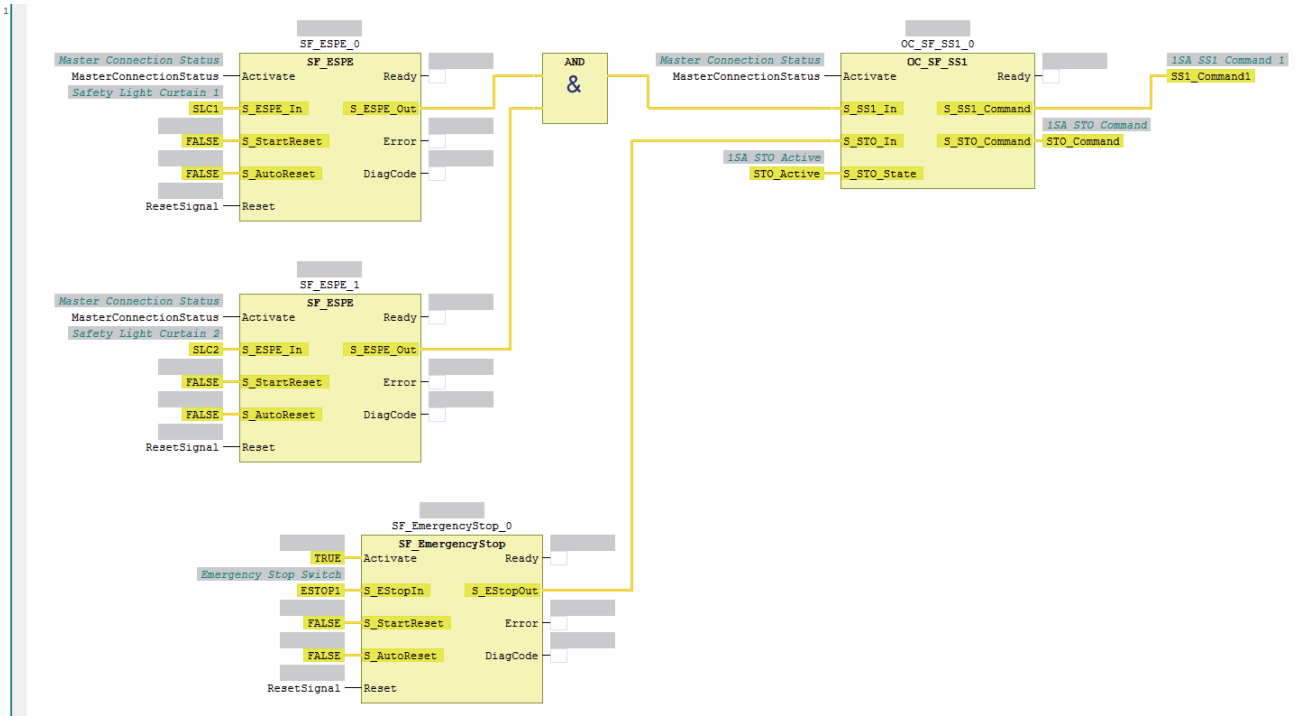 1
SF_ESPE_0
SF_ESPE
Master Connection Status
MasterConnectionStatus
Activate
Ready
Safety Light Curtain 1
SLC1
S_ESPE_In
S_ESPE_Out
FALSE
S_StartReset
Error
FALSE
S_AutoReset
DiagCode
ResetSignal
Reset
AND
&
OC_SF_SS1_0
OC_SF_SS1
Master Connection Status
MasterConnectionStatus
Activate
Ready
S_SS1_In
S_SS1_Command
1SA SS1 Command 1
SS1_Command1
S_STO_In
S_STO_Command
1SA STO Command
STO_Command
1SA STO Active
STO_Active
S_STO_State
SF_ESPE_1
SF_ESPE
Master Connection Status
MasterConnectionStatus
Activate
Ready
Safety Light Curtain 2
SLC2
S_ESPE_In
S_ESPE_Out
FALSE
S_StartReset
Error
FALSE
S_AutoReset
DiagCode
ResetSignal
Reset
SF_EmergencyStop_0
SF_EmergencyStop
TRUE
Activate
Ready
Emergency Stop Switch
ESTOP1
S_EStopIn
S_EStopOut
FALSE
S_StartReset
Error
FALSE
S_AutoReset
DiagCode
ResetSignal
Reset